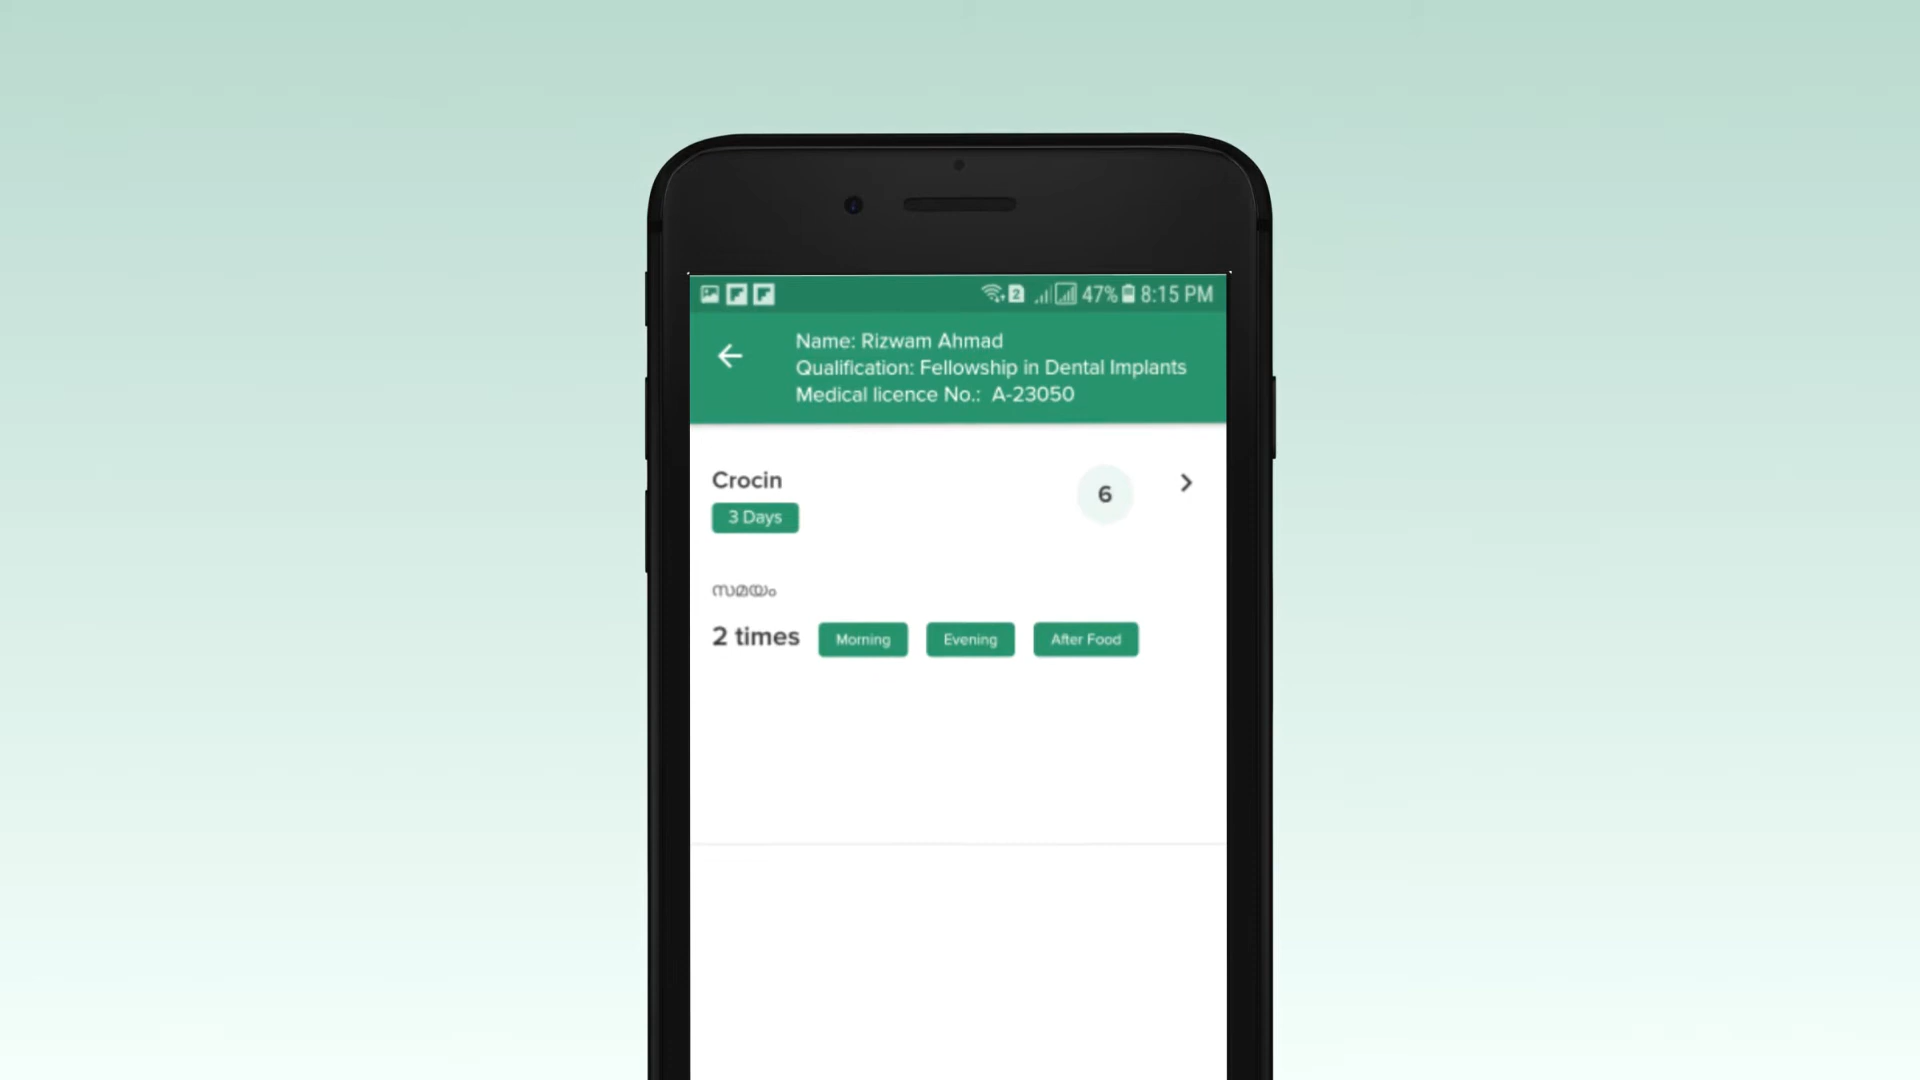 2 47% 8:15 PM
Name: Rizwam Ahmad
Qualification: Fellowship in Dental Implants
Medical licence No.: A-23050
Crocin
6
3 Days
സമയം
2 times Morning Evening After Food